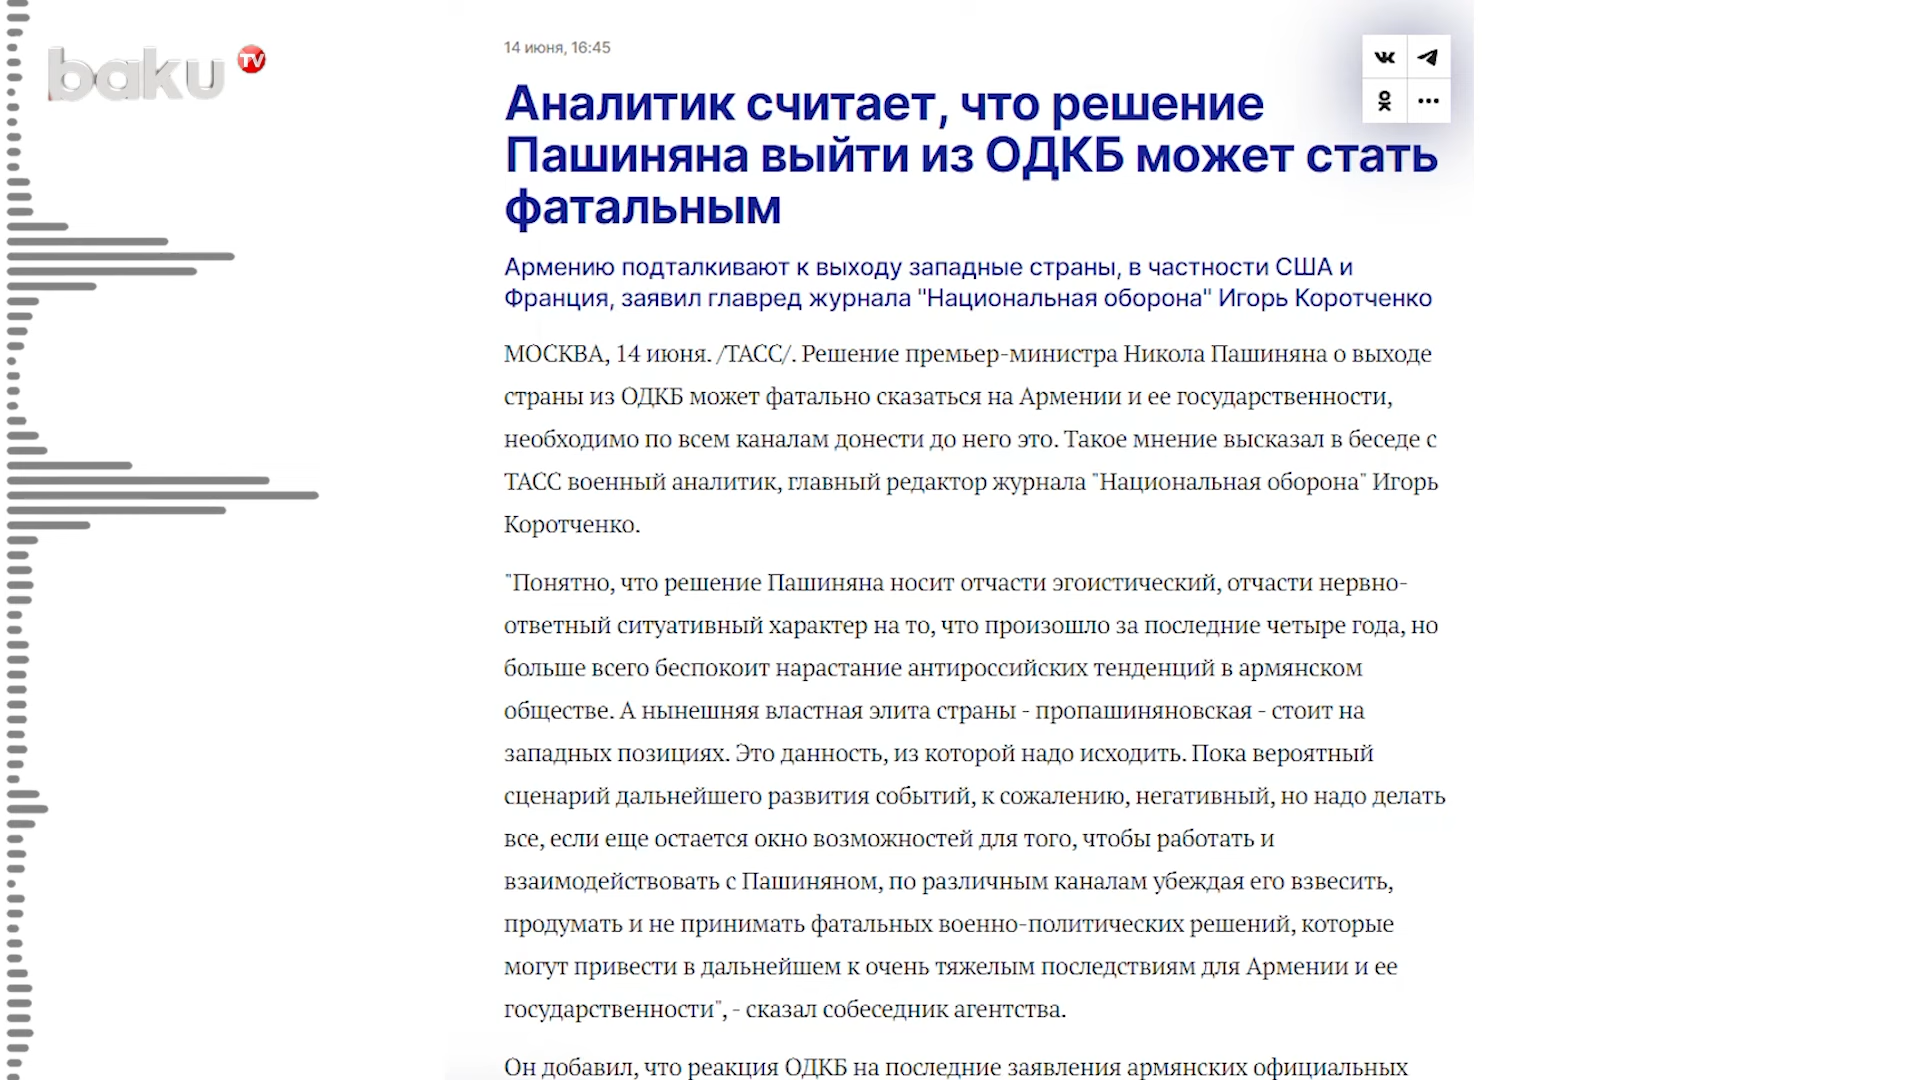 baku TV
14 июня, 16:45
Аналитик считает, что решение
Пашиняна выйти из ОДКБ может стать
фатальным
Армению подталкивают к выходу западные страны, в частности США и
Франция, заявил главред журнала "Национальная оборона" Игорь Коротченко
МОСКВА, 14 июня. /ТАСС/. Решение премьер-министра Никола Пашиняна о выходе
страны из ОДКБ может фатально сказаться на Армении и ее государственности,
необходимо по всем каналам донести до него это. Такое мнение высказал в беседе с
ТАСС военный аналитик, главный редактор журнала "Национальная оборона" Игорь
Коротченко.
"Понятно, что решение Пашиняна носит отчасти эгоистический, отчасти нервно-
ответный ситуативный характер на то, что произошло за последние четыре года, но
больше всего беспокоит нарастание антироссийских тенденций в армянском
обществе. А нынешняя властная элита страны - пропашиняновская - стоит на
западных позициях. Это данность, из которой надо исходить. Пока вероятный
сценарий дальнейшего развития событий, к сожалению, негативный, но надо делать
все, если еще остается окно возможностей для того, чтобы работать и
взаимодействовать с Пашиняном, по различным каналам убеждая его взвесить,
продумать и не принимать фатальных военно-политических решений, которые
могут привести в дальнейшем к очень тяжелым последствиям для Армении и ее
государственности", - сказал собеседник агентства.
Он добавил, что реакция ОДКБ на последние заявления армянских официальных